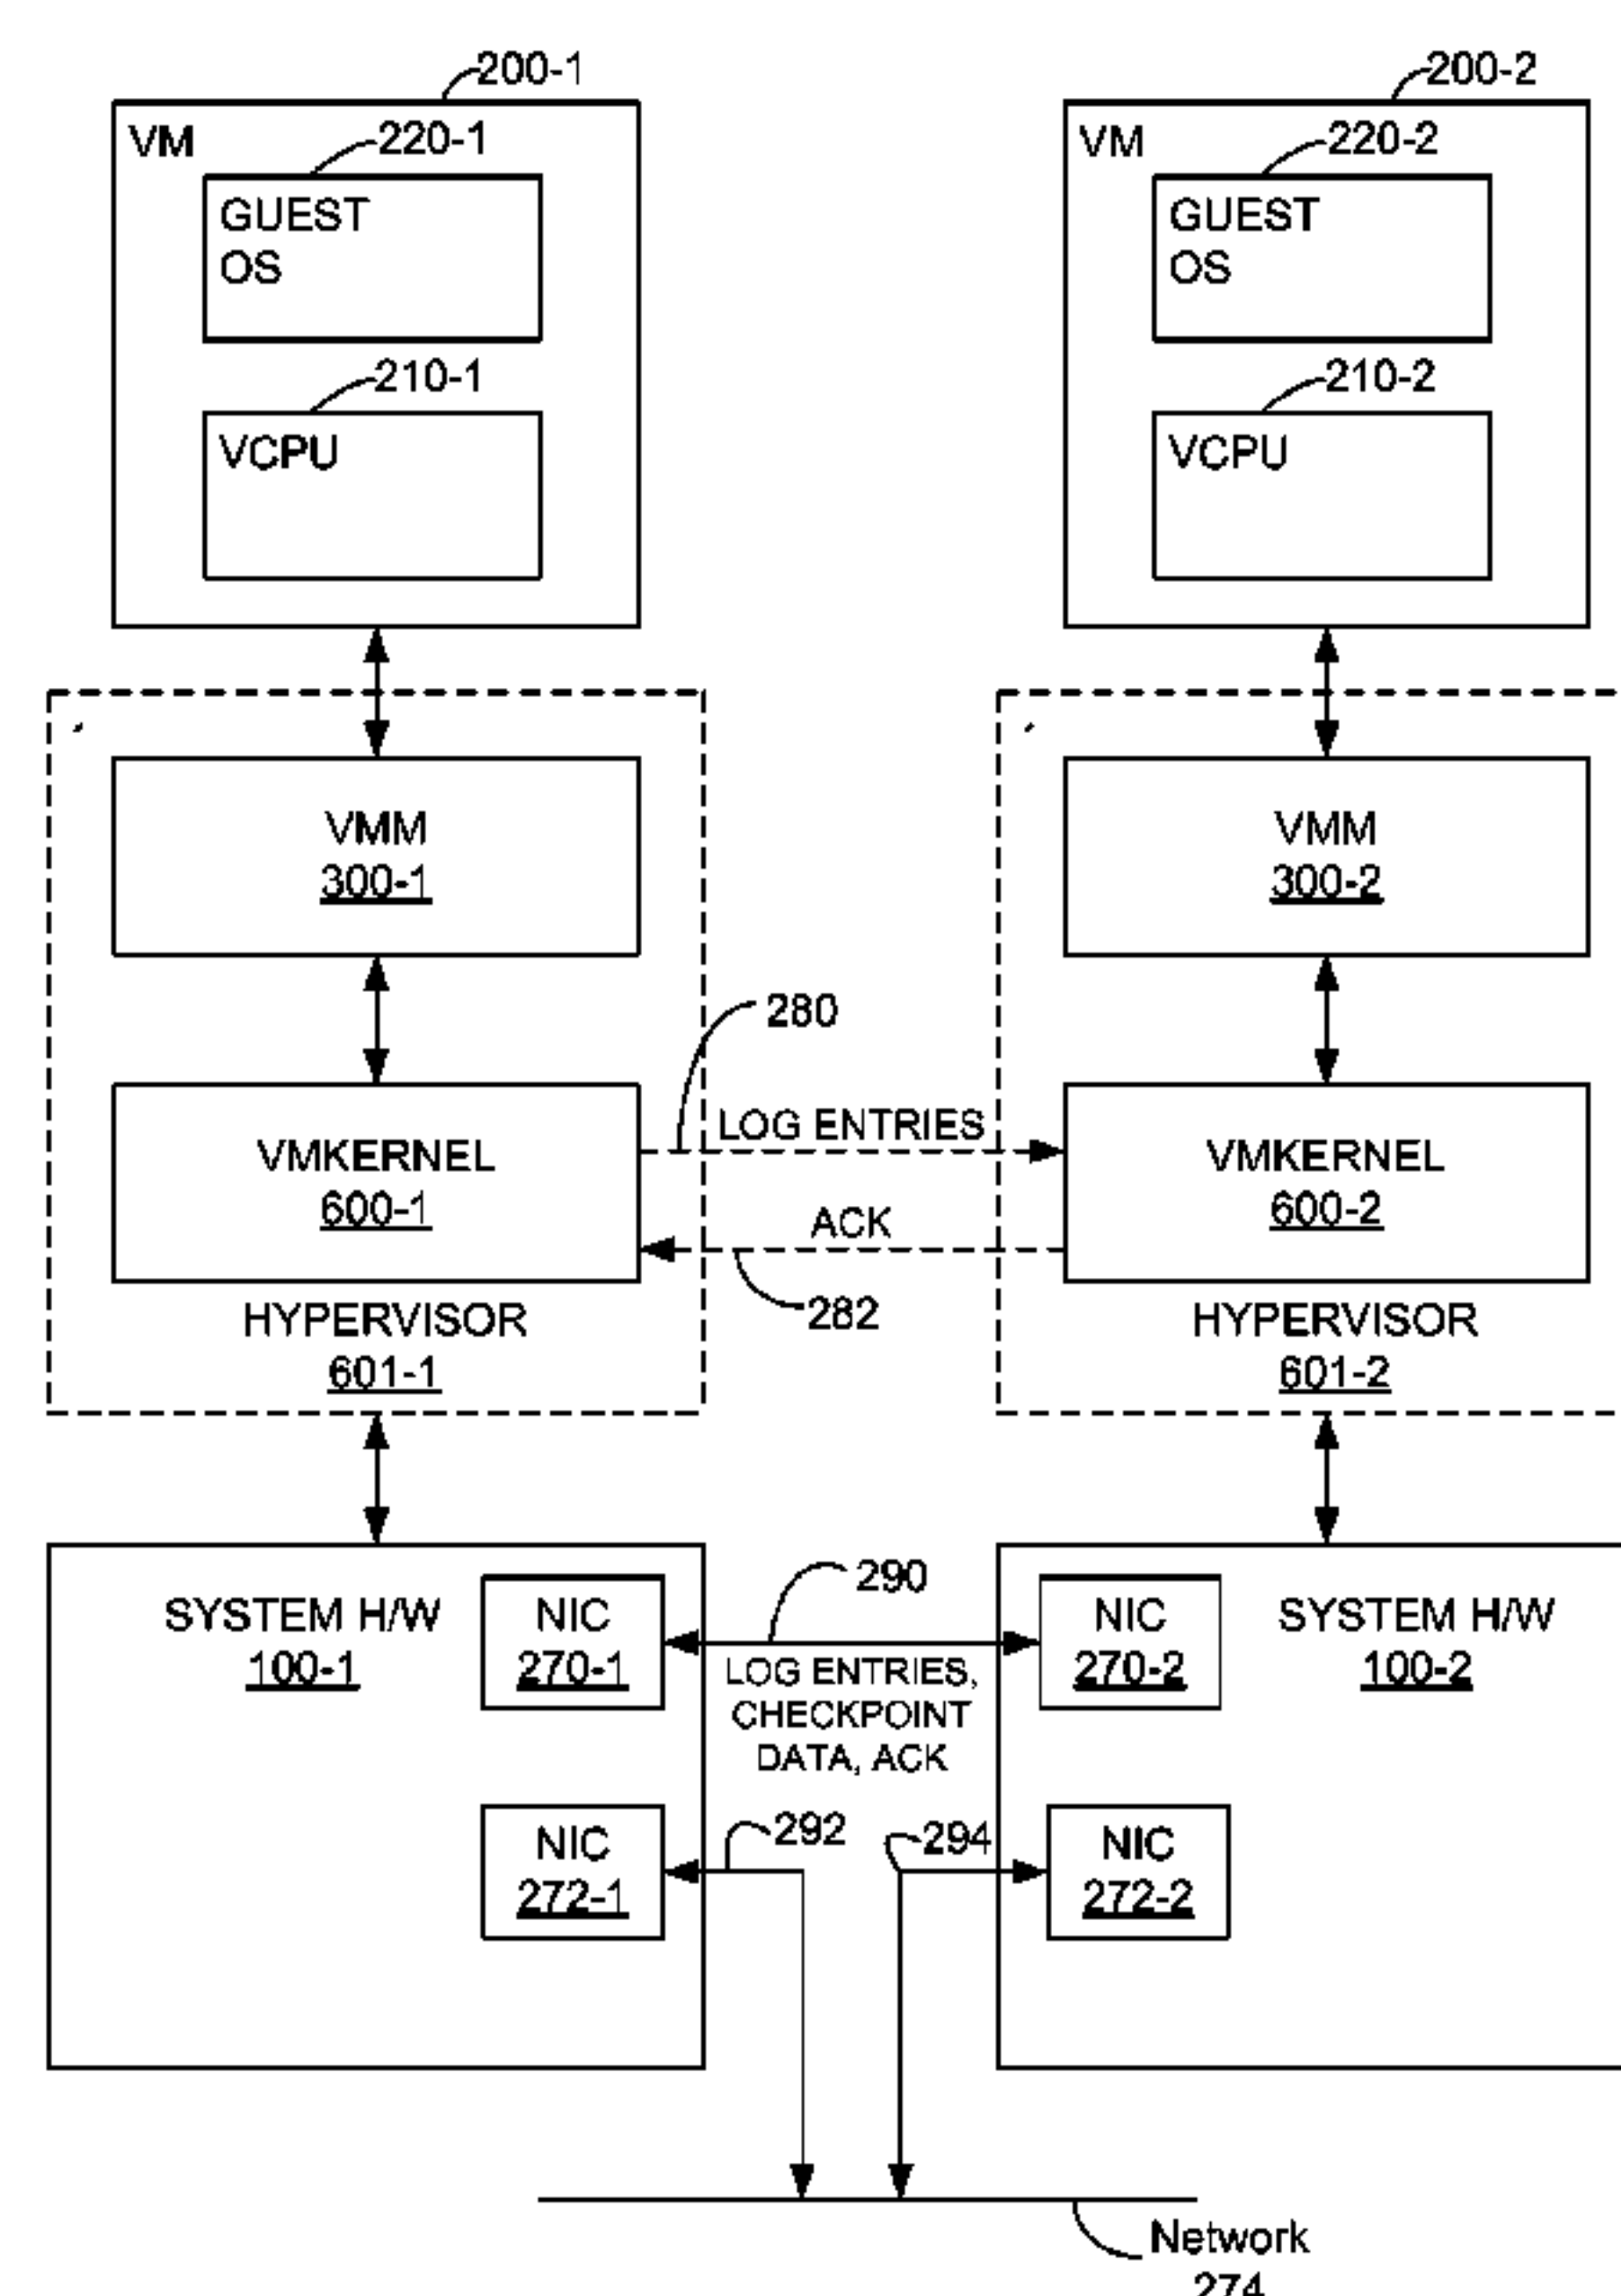 200-1
VM
220-1
GUEST
OS
210-1
VCPU
200-2
VM
220-2
GUEST
OS
210-2
VCPU
VMM
300-1
VMM
300-2
280
LOG ENTRIES
VMKERNEL
600-1
VMKERNEL
600-2
ACK
282
HYPERVISOR
601-1
HYPERVISOR
601-2
290
SYSTEM H/W
100-1
NIC
270-1
NIC
270-2
SYSTEM H/W
100-2
LOG ENTRIES,
CHECKPOINT
DATA, ACK
292
294
NIC
272-1
NIC
272-2
Network
274